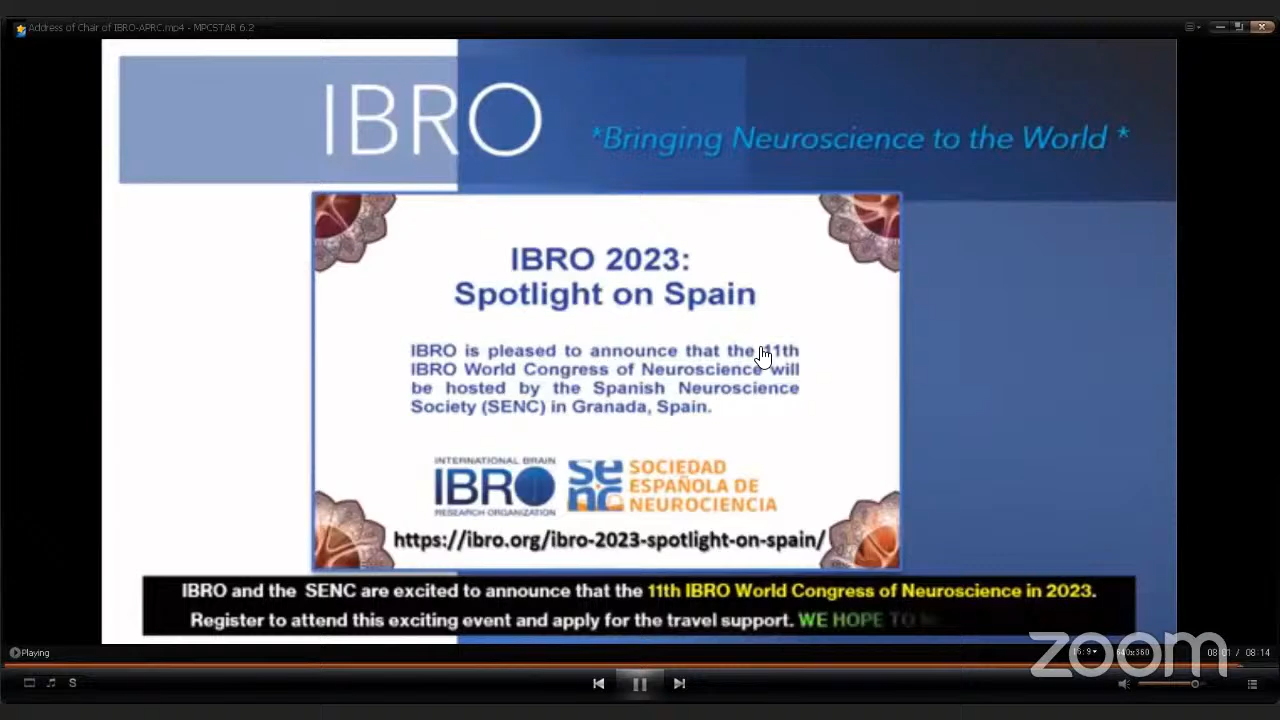 Address of Chair of IBRO-APRC.mp4 - MPCSTAR 6.2
IBRO
*Bringing Neuroscience to the World *
IBRO 2023:
Spotlight on Spain
IBRO is pleased to announce that the 11th
IBRO World Congress of Neuroscience will
be hosted by the Spanish Neuroscience
Society (SENC) in Granada, Spain.
INTERNATIONAL BRAIN
IBRO
RESEARCH ORGANIZATION
senc
SOCIEDAD
ESPAÑOLA DE
NEUROCIENCIA
https://ibro.org/ibro-2023-spotlight-on-spain/
IBRO and the SENC are excited to announce that the 11th IBRO World Congress of Neuroscience in 2023.
Register to attend this exciting event and apply for the travel support. WE HOPE TO
zoom
Playing
16:9
640x360
08:01 / 08:14
S